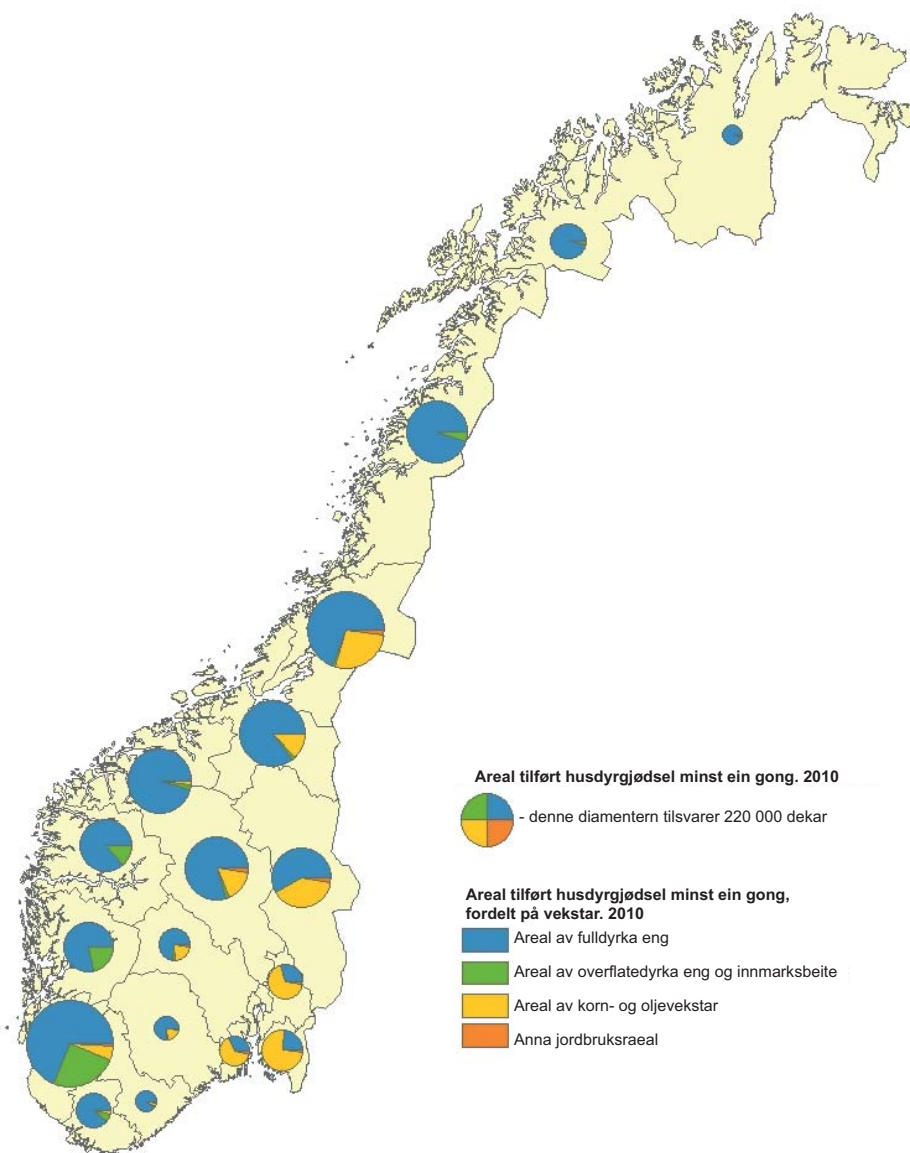 Areal tilført husdyrgjødsel minst ein gong. 2010
- denne diamentern tilsvarer 220 000 dekar
Areal tilført husdyrgjødsel minst ein gong,
fordelt på vekstar. 2010
Areal av fulldyrka eng
Areal av overflatedyrka eng og innmarksbeite
Areal av korn- og oljevekstar
Anna jordbruksraeal